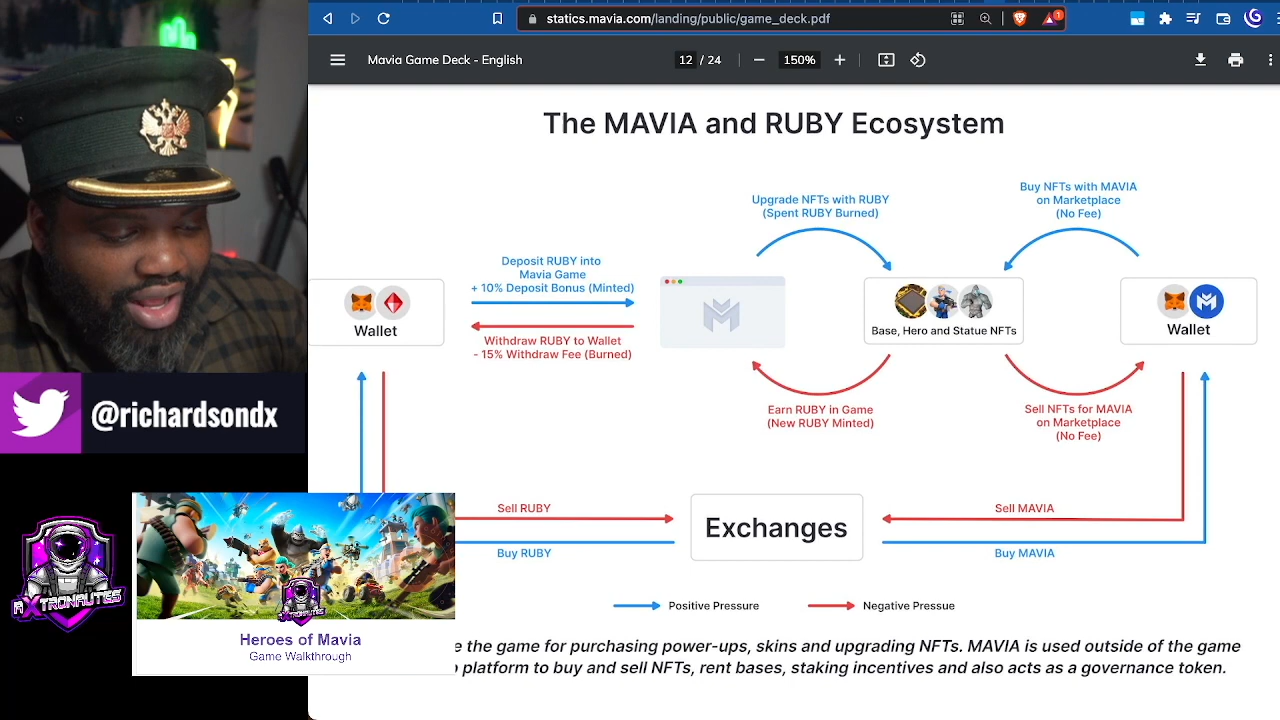 statics.mavia.com/landing/public/game_deck.pdf
1
Mavia Game Deck - English
12 / 24
150%
The MAVIA and RUBY Ecosystem
Upgrade NFTs with RUBY
(Spent RUBY Burned)
Buy NFTs with MAVIA
on Marketplace
(No Fee)
Deposit RUBY into
Mavia Game
+ 10% Deposit Bonus (Minted)
Wallet
Base, Hero and Statue NFTs
Wallet
Withdraw RUBY to Wallet
- 15% Withdraw Fee (Burned)
Earn RUBY in Game
(New RUBY Minted)
Sell NFTs for MAVIA
on Marketplace
(No Fee)
@richardsondx
Sell RUBY
Buy RUBY
Exchanges
Sell MAVIA
Buy MAVIA
Positive Pressure
Negative Pressue
AXTRONAUTES
AXTRONAUTES
Heroes of Mavia
Game Walkthrough
e the game for purchasing power-ups, skins and upgrading NFTs. MAVIA is used outside of the game
platform to buy and sell NFTs, rent bases, staking incentives and also acts as a governance token.